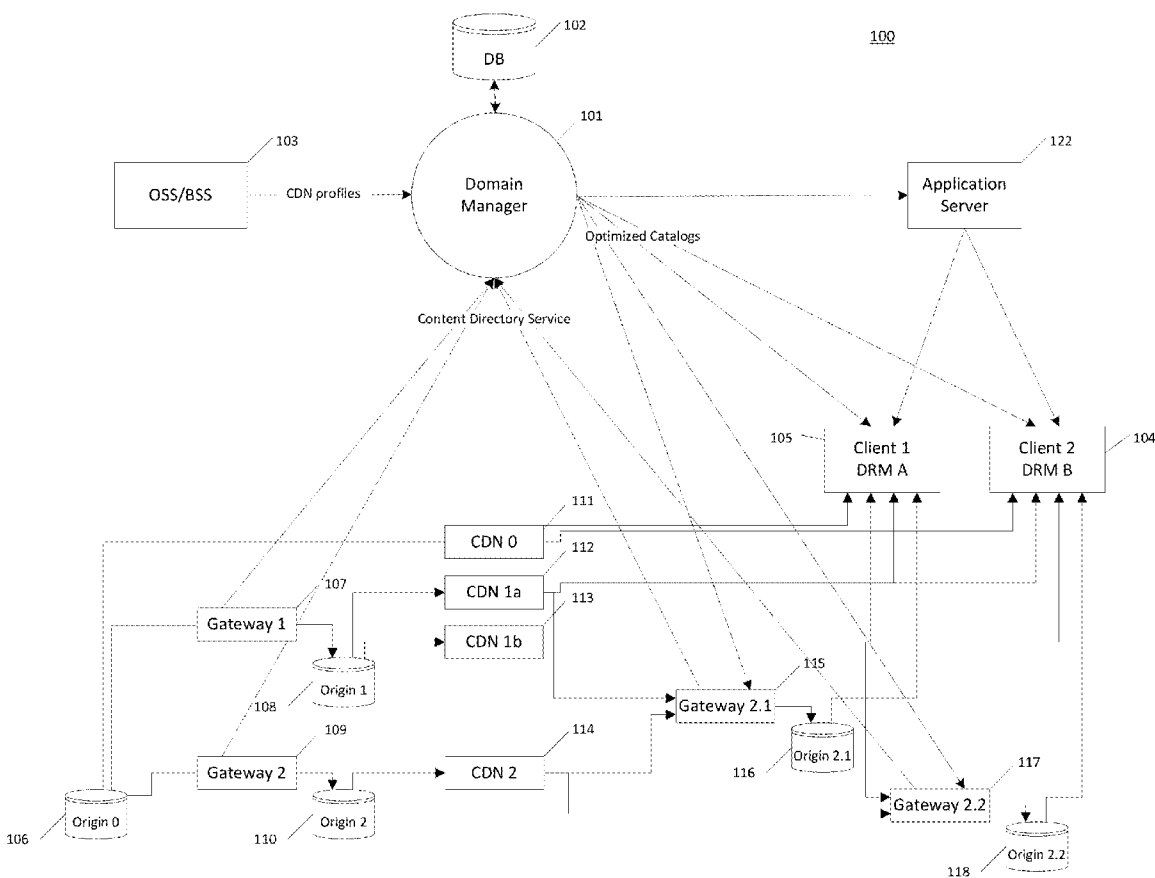 102
100
DB
101
103
122
OSS/BSS
CDN profiles
Domain
Manager
Application
Server
Optimized Catalogs
Content Directory Service
105
Client 1
DRM A
Client 2
DRM B
104
111
CDN 0
112
107
CDN 1a
113
Gateway 1
CDN 1b
115
Origin 1
108
Gateway 2.1
109
114
Origin 2.1
117
Gateway 2
CDN 2
116
Gateway 2.2
Origin 0
Origin 2
106
110
Origin 2.2
118